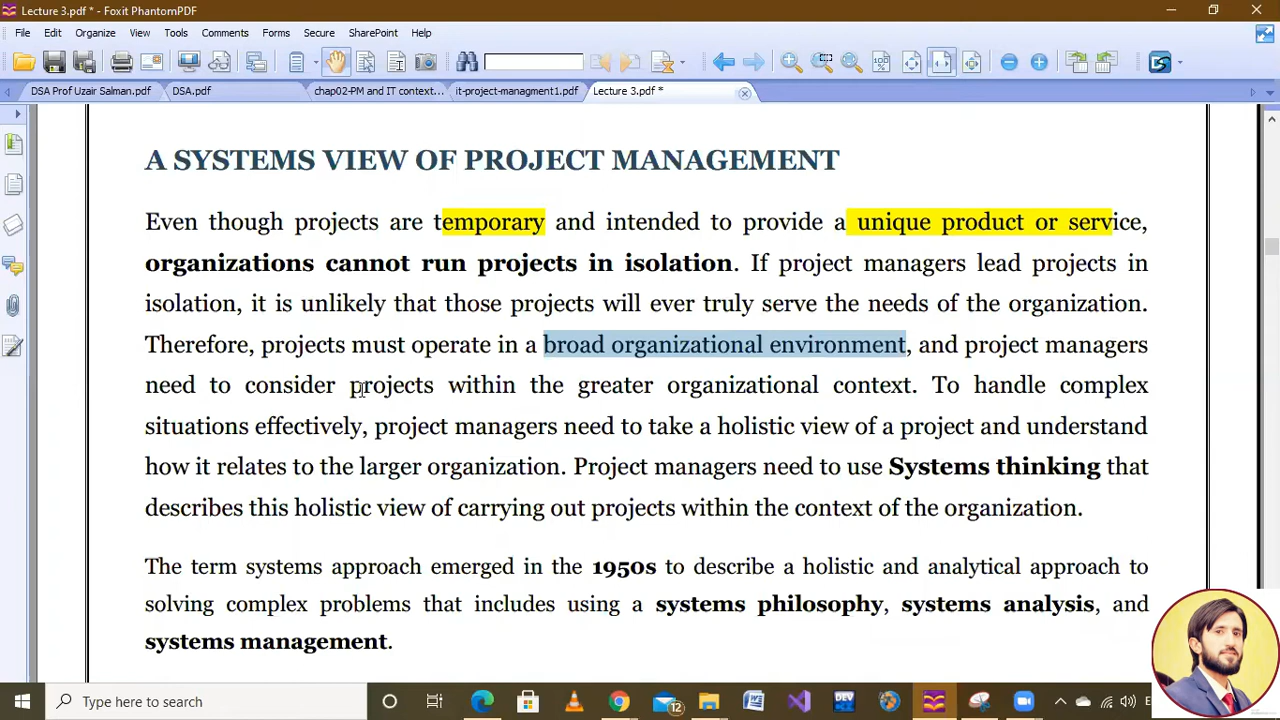 Lecture 3.pdf * - Foxit PhantomPDF
File Edit Organize View Tools Comments Forms Secure SharePoint Help
DSA Prof Uzair Salman.pdf DSA.pdf chap02-PM and IT context... it-project-managment1.pdf Lecture 3.pdf *
A SYSTEMS VIEW OF PROJECT MANAGEMENT
Even though projects are temporary and intended to provide a unique product or service,
organizations cannot run projects in isolation. If project managers lead projects in
isolation, it is unlikely that those projects will ever truly serve the needs of the organization.
Therefore, projects must operate in a broad organizational environment, and project managers
need to consider projects within the greater organizational context. To handle complex
situations effectively, project managers need to take a holistic view of a project and understand
how it relates to the larger organization. Project managers need to use Systems thinking that
describes this holistic view of carrying out projects within the context of the organization.
The term systems approach emerged in the 1950s to describe a holistic and analytical approach to
solving complex problems that includes using a systems philosophy, systems analysis, and
systems management.
Type here to search 12 E